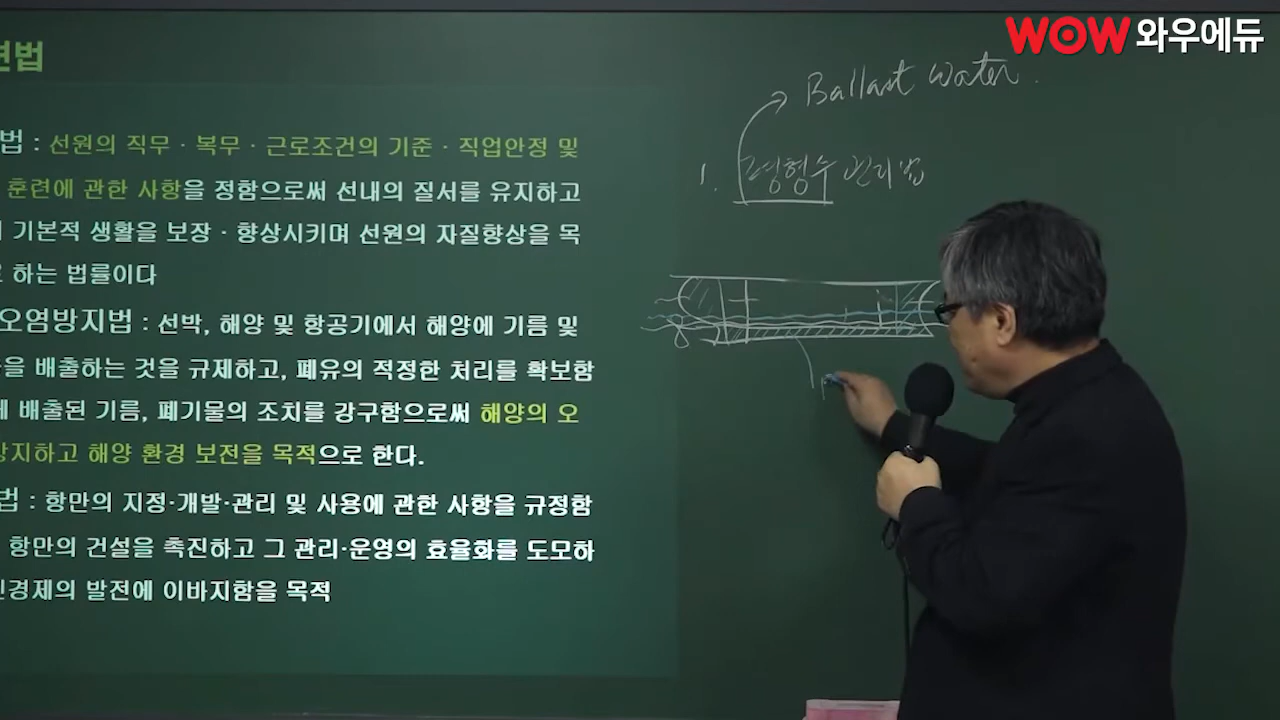 WOW 와우에듀
련법
법 : 선원의 직무 · 복무 · 근로조건의 기준 · 직업안정 및
훈련에 관한 사항을 정함으로써 선내의 질서를 유지하고
기본적 생활을 보장 · 향상시키며 선원의 자질향상을 목
하는 법률이다
오염방지법 : 선박, 해양 및 항공기에서 해양에 기름 및
을 배출하는 것을 규제하고, 폐유의 적정한 처리를 확보함
배출된 기름, 폐기물의 조치를 강구함으로써 해양의 오
방지하고 해양 환경 보전을 목적으로 한다.
법 : 항만의 지정·개발·관리 및 사용에 관한 사항을 규정함
항만의 건설을 촉진하고 그 관리·운영의 효율화를 도모하
민경제의 발전에 이바지함을 목적
Ballast water.
1. 평형수 관리법